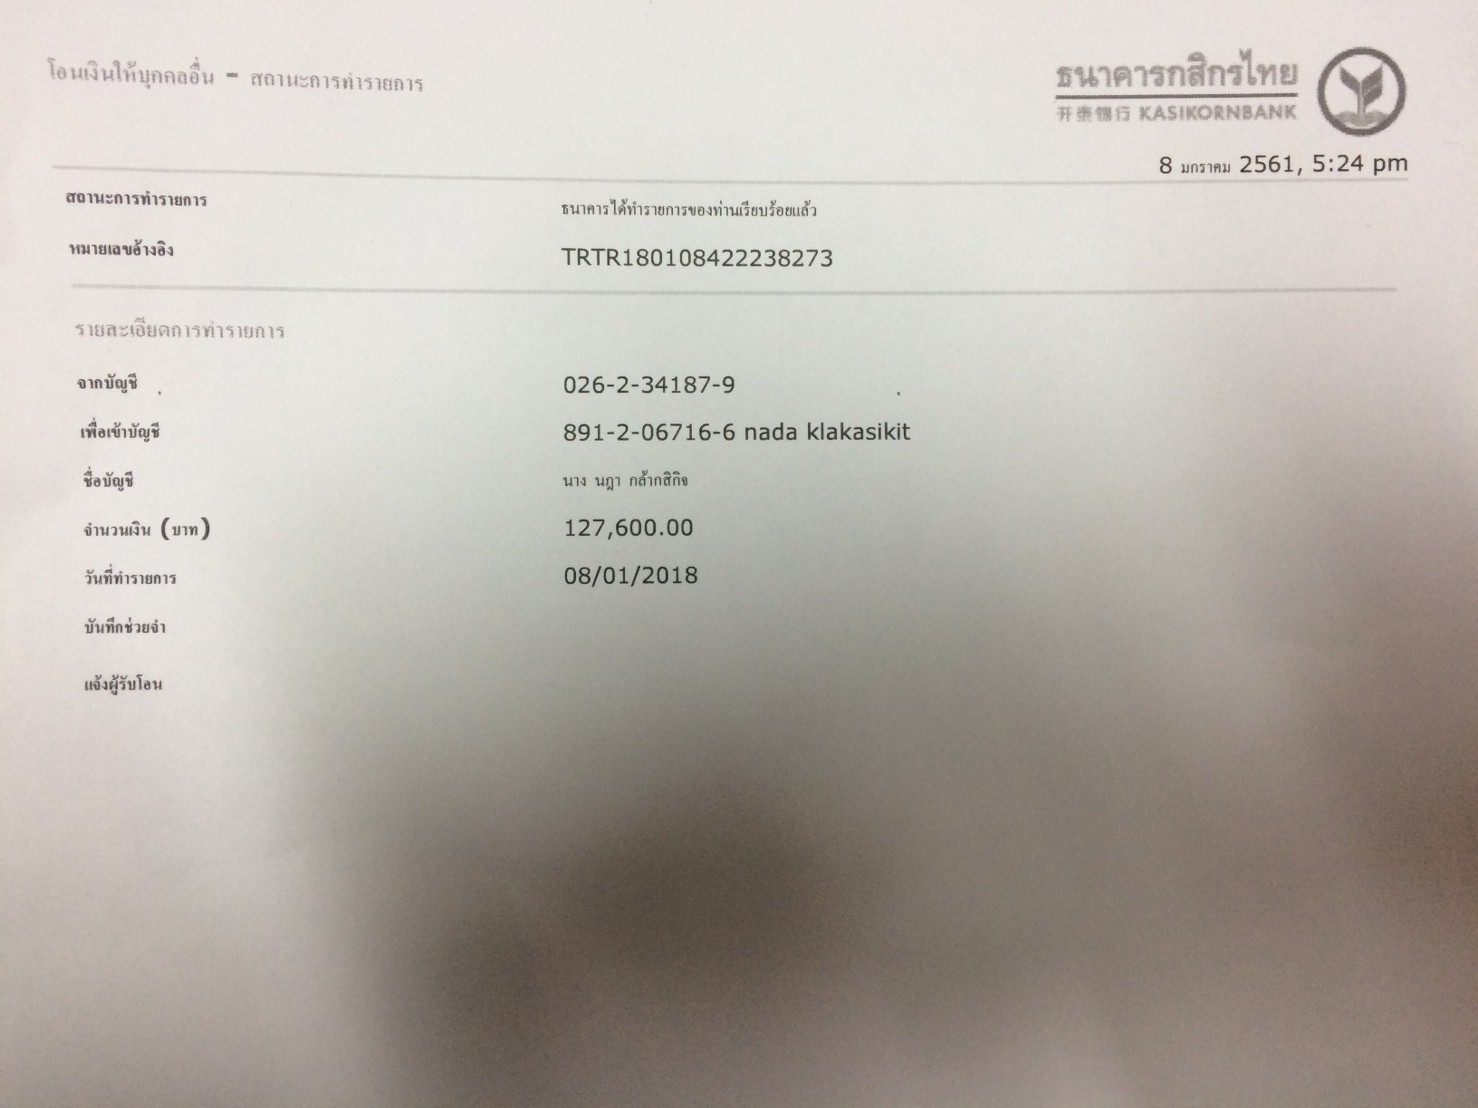 โอนเงินให้บุคคลอื่น - สถานะการทำรายการ
ธนาคารกสิกรไทย
开泰银行 KASIKORNBANK
8 มกราคม 2561, 5:24 pm
สถานะการทำรายการ ธนาคารได้ทำรายการของท่านเรียบร้อยแล้ว
หมายเลขอ้างอิง TRTR180108422238273
รายละเอียดการทำรายการ
จากบัญชี 026-2-34187-9
เพื่อเข้าบัญชี 891-2-06716-6 nada klakasikit
ชื่อบัญชี นาง นฎา กล้ากสิกิจ
จำนวนเงิน (บาท) 127,600.00
วันที่ทำรายการ 08/01/2018
บันทึกช่วยจำ
แจ้งผู้รับโอน